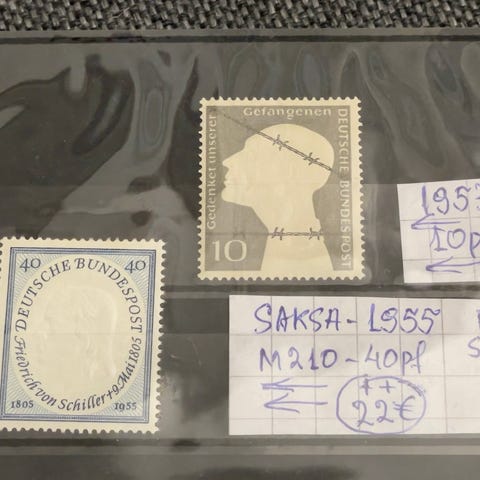 Gedenket unserer Gefangenen
DEUTSCHE BUNDESPOST
10
40 40
DEUTSCHE BUNDESPOST
Friedrich von Schiller † 9. Mai 1805
1805 1955
SAKSA-1955
M210-40pf
++
22€
10p